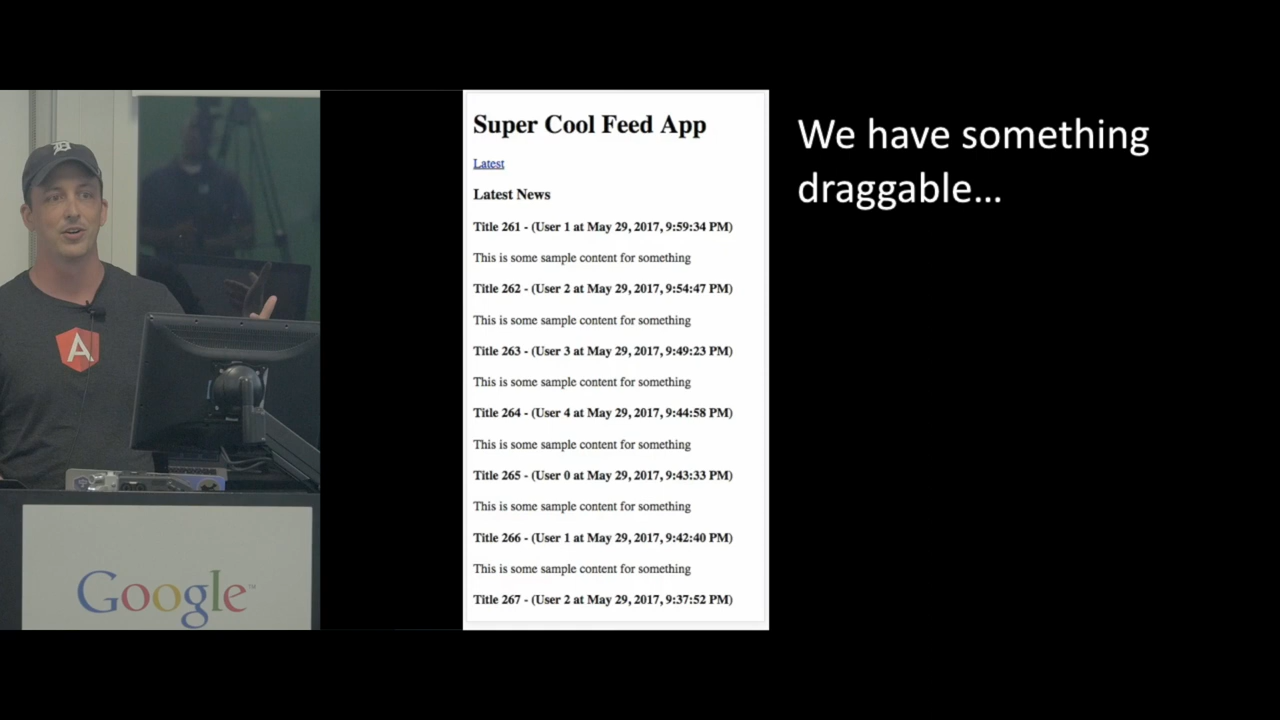 D
A
Google™
Super Cool Feed App
Latest
Latest News
Title 261 - (User 1 at May 29, 2017, 9:59:34 PM)
This is some sample content for something
Title 262 - (User 2 at May 29, 2017, 9:54:47 PM)
This is some sample content for something
Title 263 - (User 3 at May 29, 2017, 9:49:23 PM)
This is some sample content for something
Title 264 - (User 4 at May 29, 2017, 9:44:58 PM)
This is some sample content for something
Title 265 - (User 0 at May 29, 2017, 9:43:33 PM)
This is some sample content for something
Title 266 - (User 1 at May 29, 2017, 9:42:40 PM)
This is some sample content for something
Title 267 - (User 2 at May 29, 2017, 9:37:52 PM)
We have something
draggable...